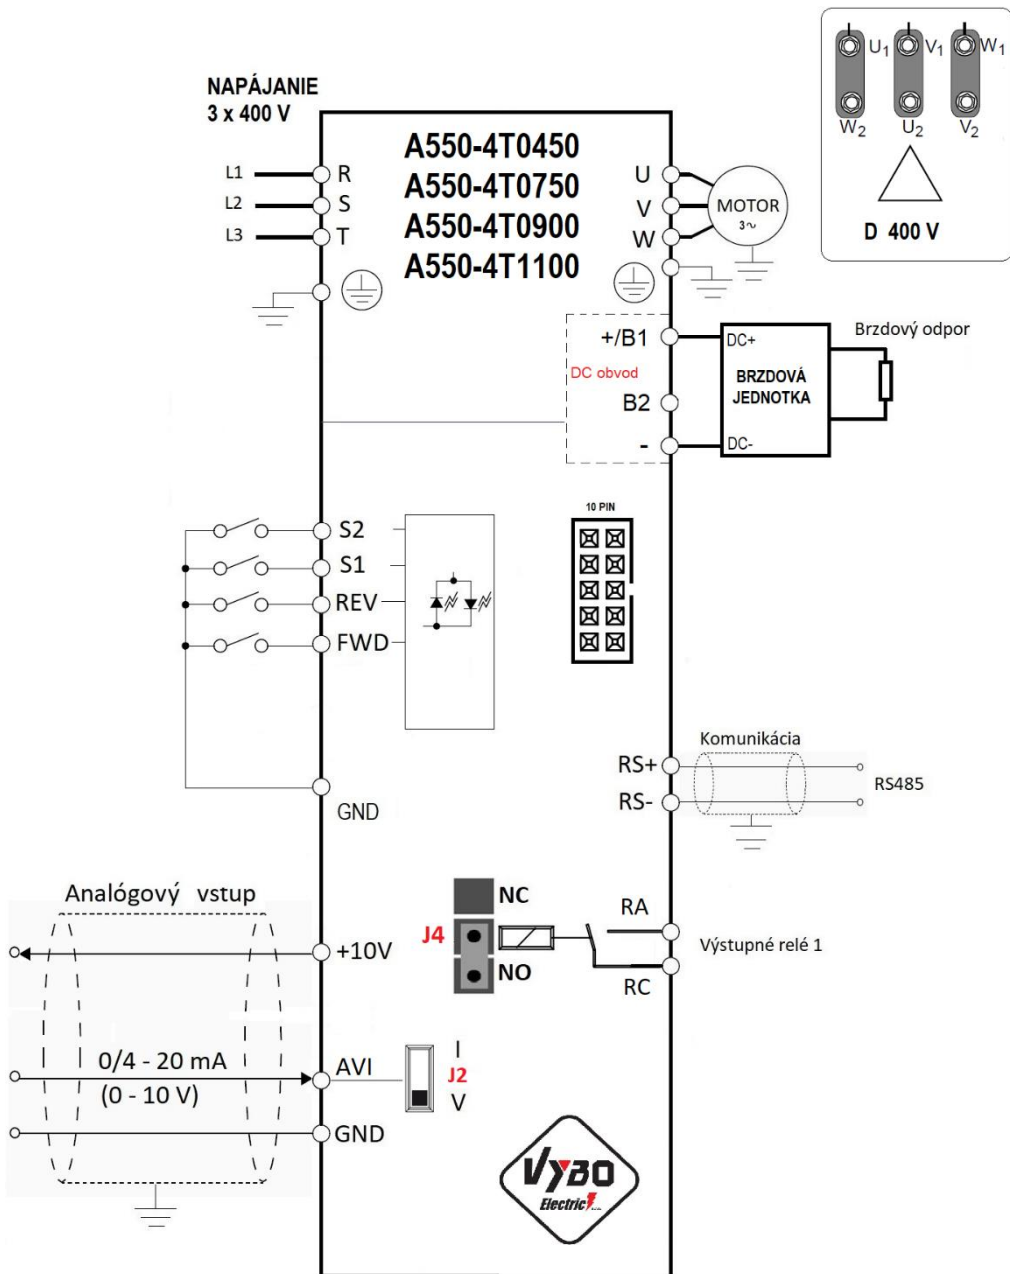 NAPÁJANIE
3 x 400 V
A550-4T0450
A550-4T0750
A550-4T0900
A550-4T1100
L1
R
L2
S
L3
T
U
V
W
MOTOR
3~
U1
V1
W1
W2
U2
V2
D 400 V
+/B1
DC obvod
B2
-
DC+
BRZDOVÁ
JEDNOTKA
DC-
Brzdový odpor
S2
S1
REV
FWD
GND
10 PIN
Komunikácia
RS+
RS-
RS485
Analógový vstup
+10V
0/4 - 20 mA
(0 - 10 V)
AVI
GND
NC
J4
NO
RA
RC
Výstupné relé 1
I
J2
V
VYBO
Electric